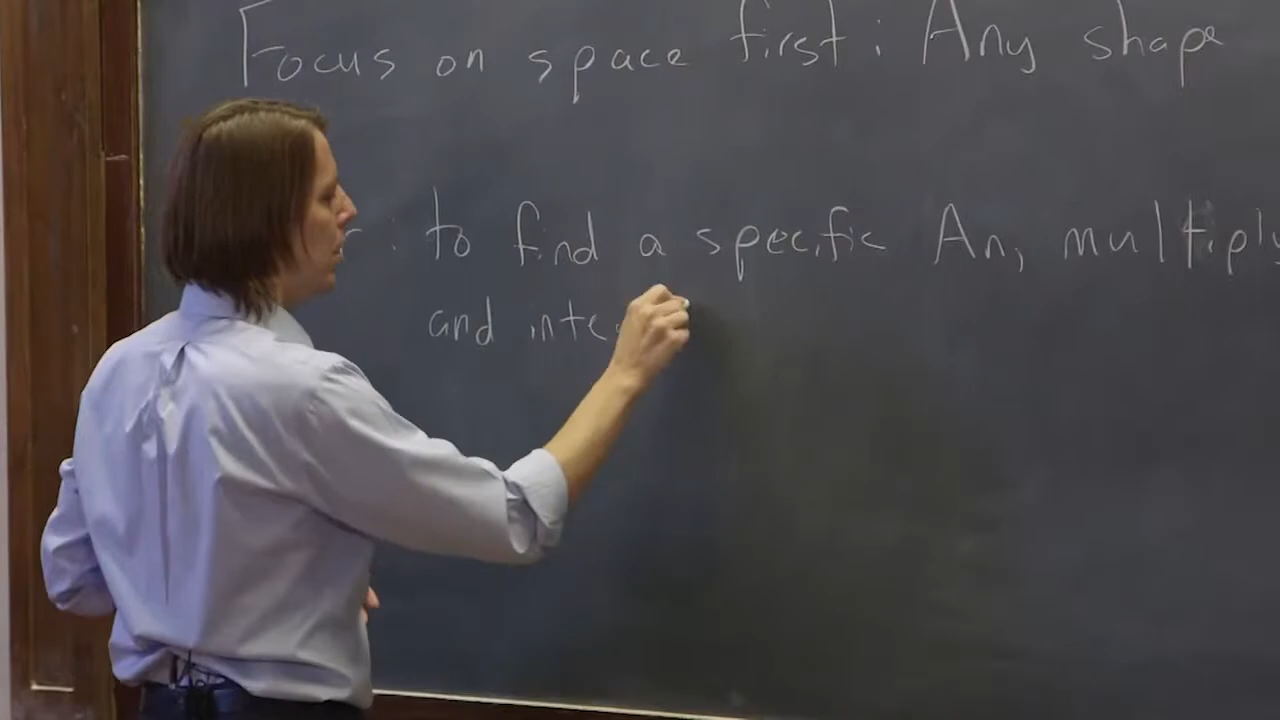 Focus on space first: Any shape
: to find a specific An, multiply
and inte